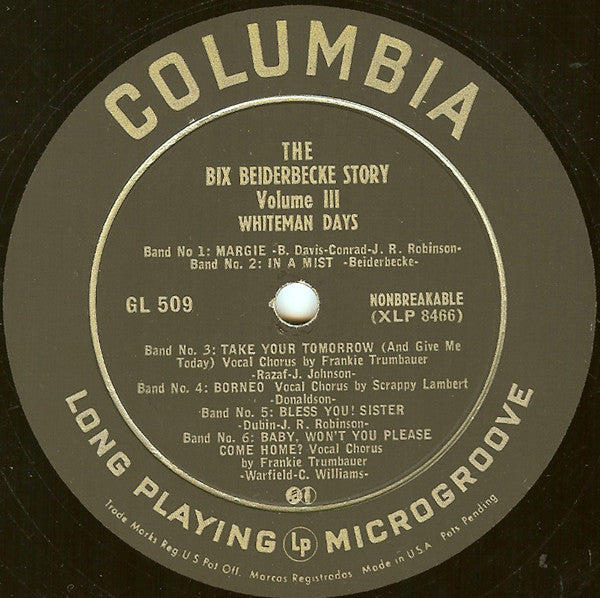 COLUMBIA
THE
BIX BEIDERBECKE STORY
Volume III
WHITEMAN DAYS
Band No 1: MARGIE -B. Davis-Conrad-J. R. Robinson-
Band No. 2: IN A MIST -Beiderbecke-
GL 509
NONBREAKABLE
(XLP 8466)
Band No. 3: TAKE YOUR TOMORROW (And Give Me
Today) Vocal Chorus by Frankie Trumbauer
-Razaf-J. Johnson-
Band No. 4: BORNEO Vocal Chorus by Scrappy Lambert
-Donaldson-
Band No. 5: BLESS YOU! SISTER
-Dubin-J. R. Robinson-
Band No. 6: BABY, WON'T YOU PLEASE
COME HOME? Vocal Chorus
by Frankie Trumbauer
-Warfield-C. Williams-
LONG PLAYING LP MICROGROOVE
Trade Marks Reg U S Pat Off. Marcas Registradas Made in U.S.A Pats Pending